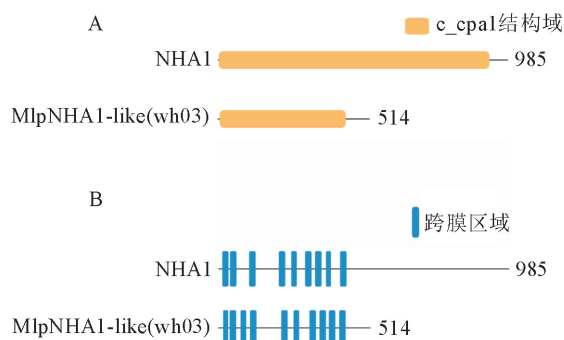 A
c_cpa1结构域
NHA1 985
MlpNHA1-like(wh03) 514
B
跨膜区域
NHA1 985
MlpNHA1-like(wh03) 514